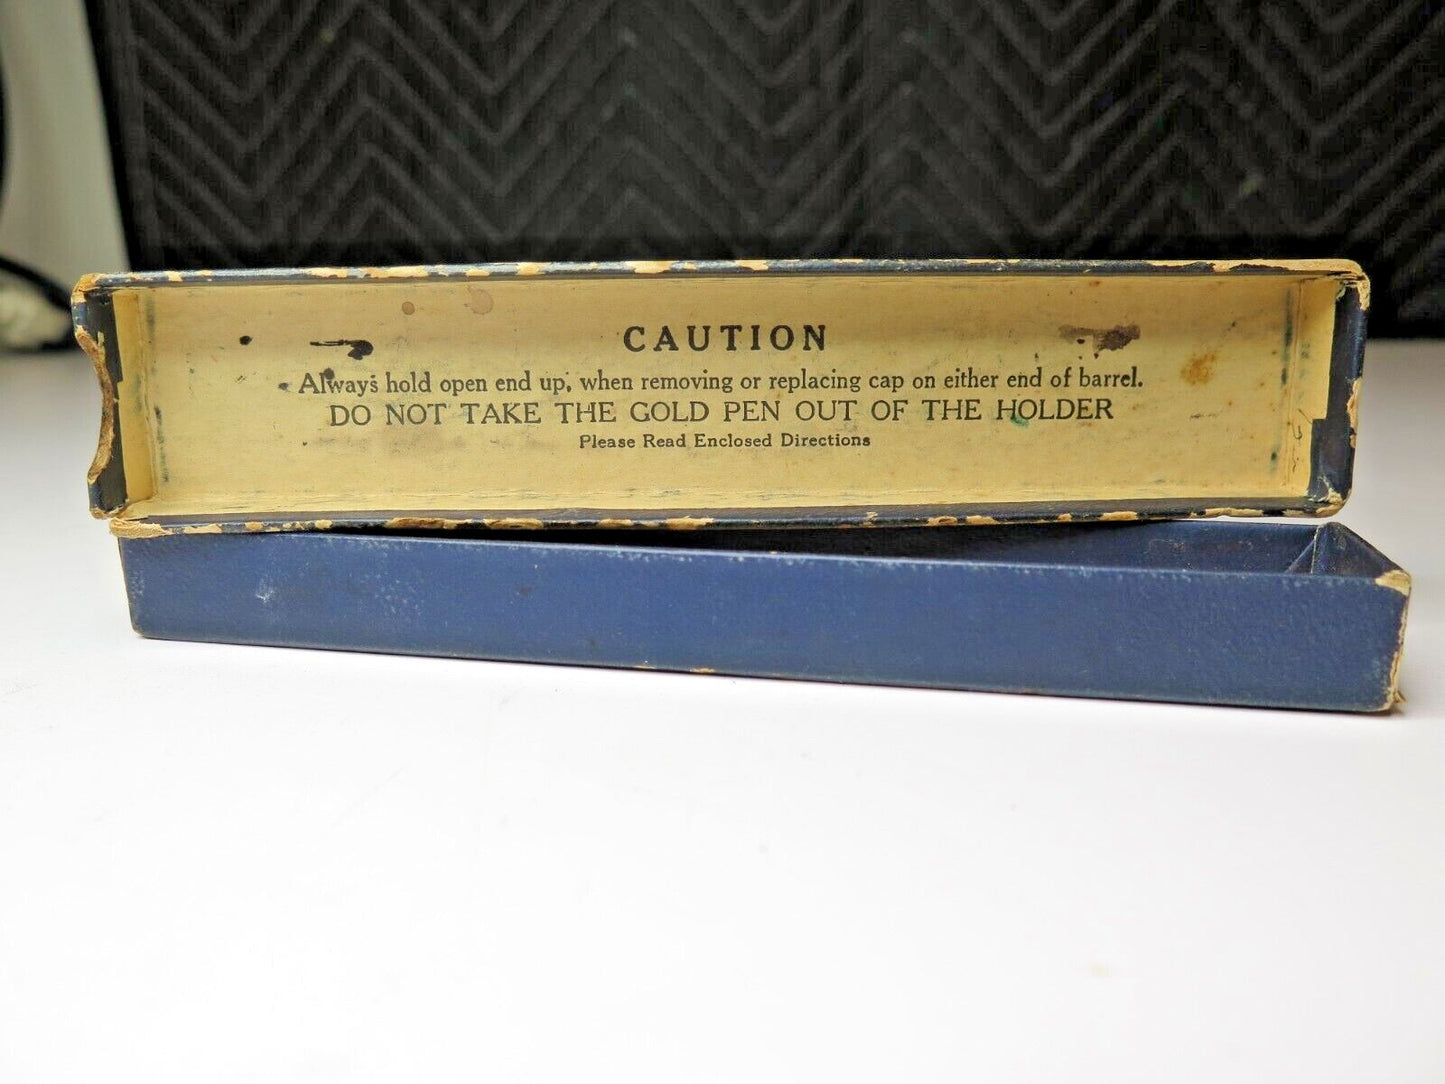 CAUTION
Always hold open end up, when removing or replacing cap on either end of barrel.
DO NOT TAKE THE GOLD PEN OUT OF THE HOLDER
Please Read Enclosed Directions